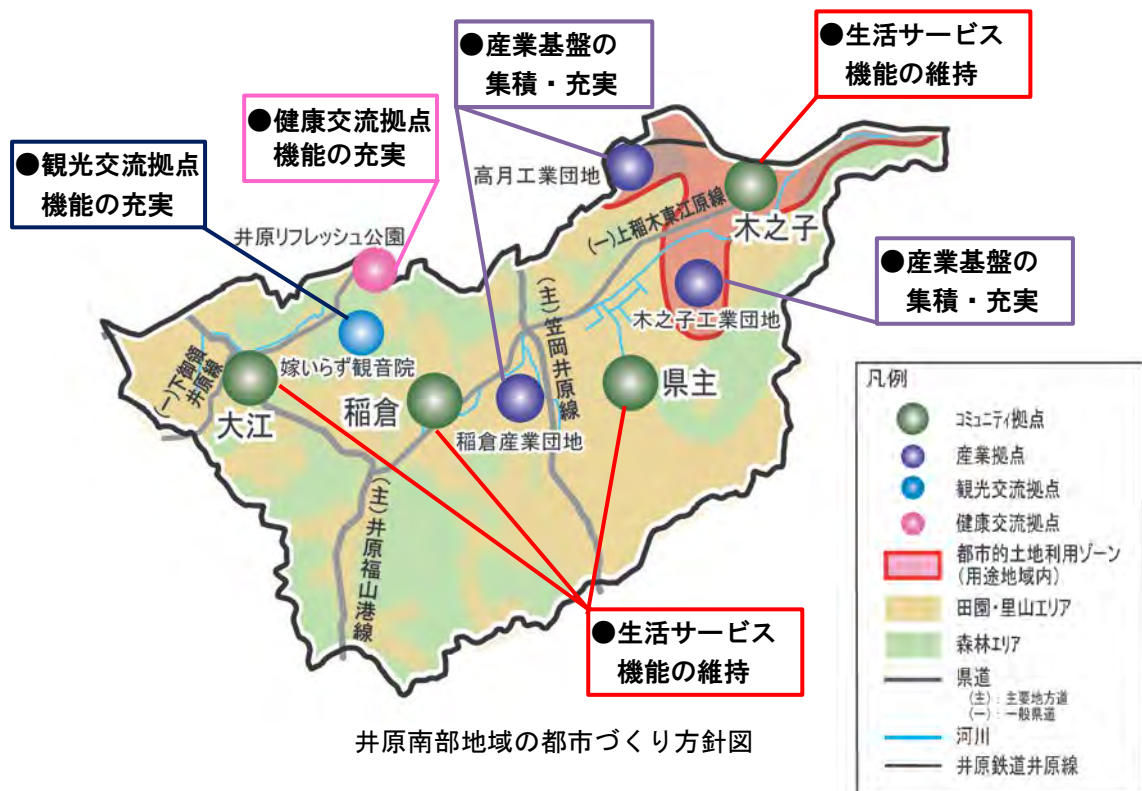 ●産業基盤の
集積・充実
●生活サービス
機能の維持
●健康交流拠点
機能の充実
●観光交流拠点
機能の充実
高月工業団地
木之子
(一)上稲木東江原線
井原リフレッシュ公園
●産業基盤の
集積・充実
木之子工業団地
(主)笠岡井原線
(一)下御領
井原線
嫁いらず観音院
大江
稲倉
稲倉産業団地
県主
(主)井原福山港線
●生活サービス
機能の維持
凡例
コミュニティ拠点
産業拠点
観光交流拠点
健康交流拠点
都市的土地利用ゾーン
(用途地域内)
田園・里山エリア
森林エリア
県道
(主)：主要地方道
(一)：一般県道
河川
井原鉄道井原線
井原南部地域の都市づくり方針図